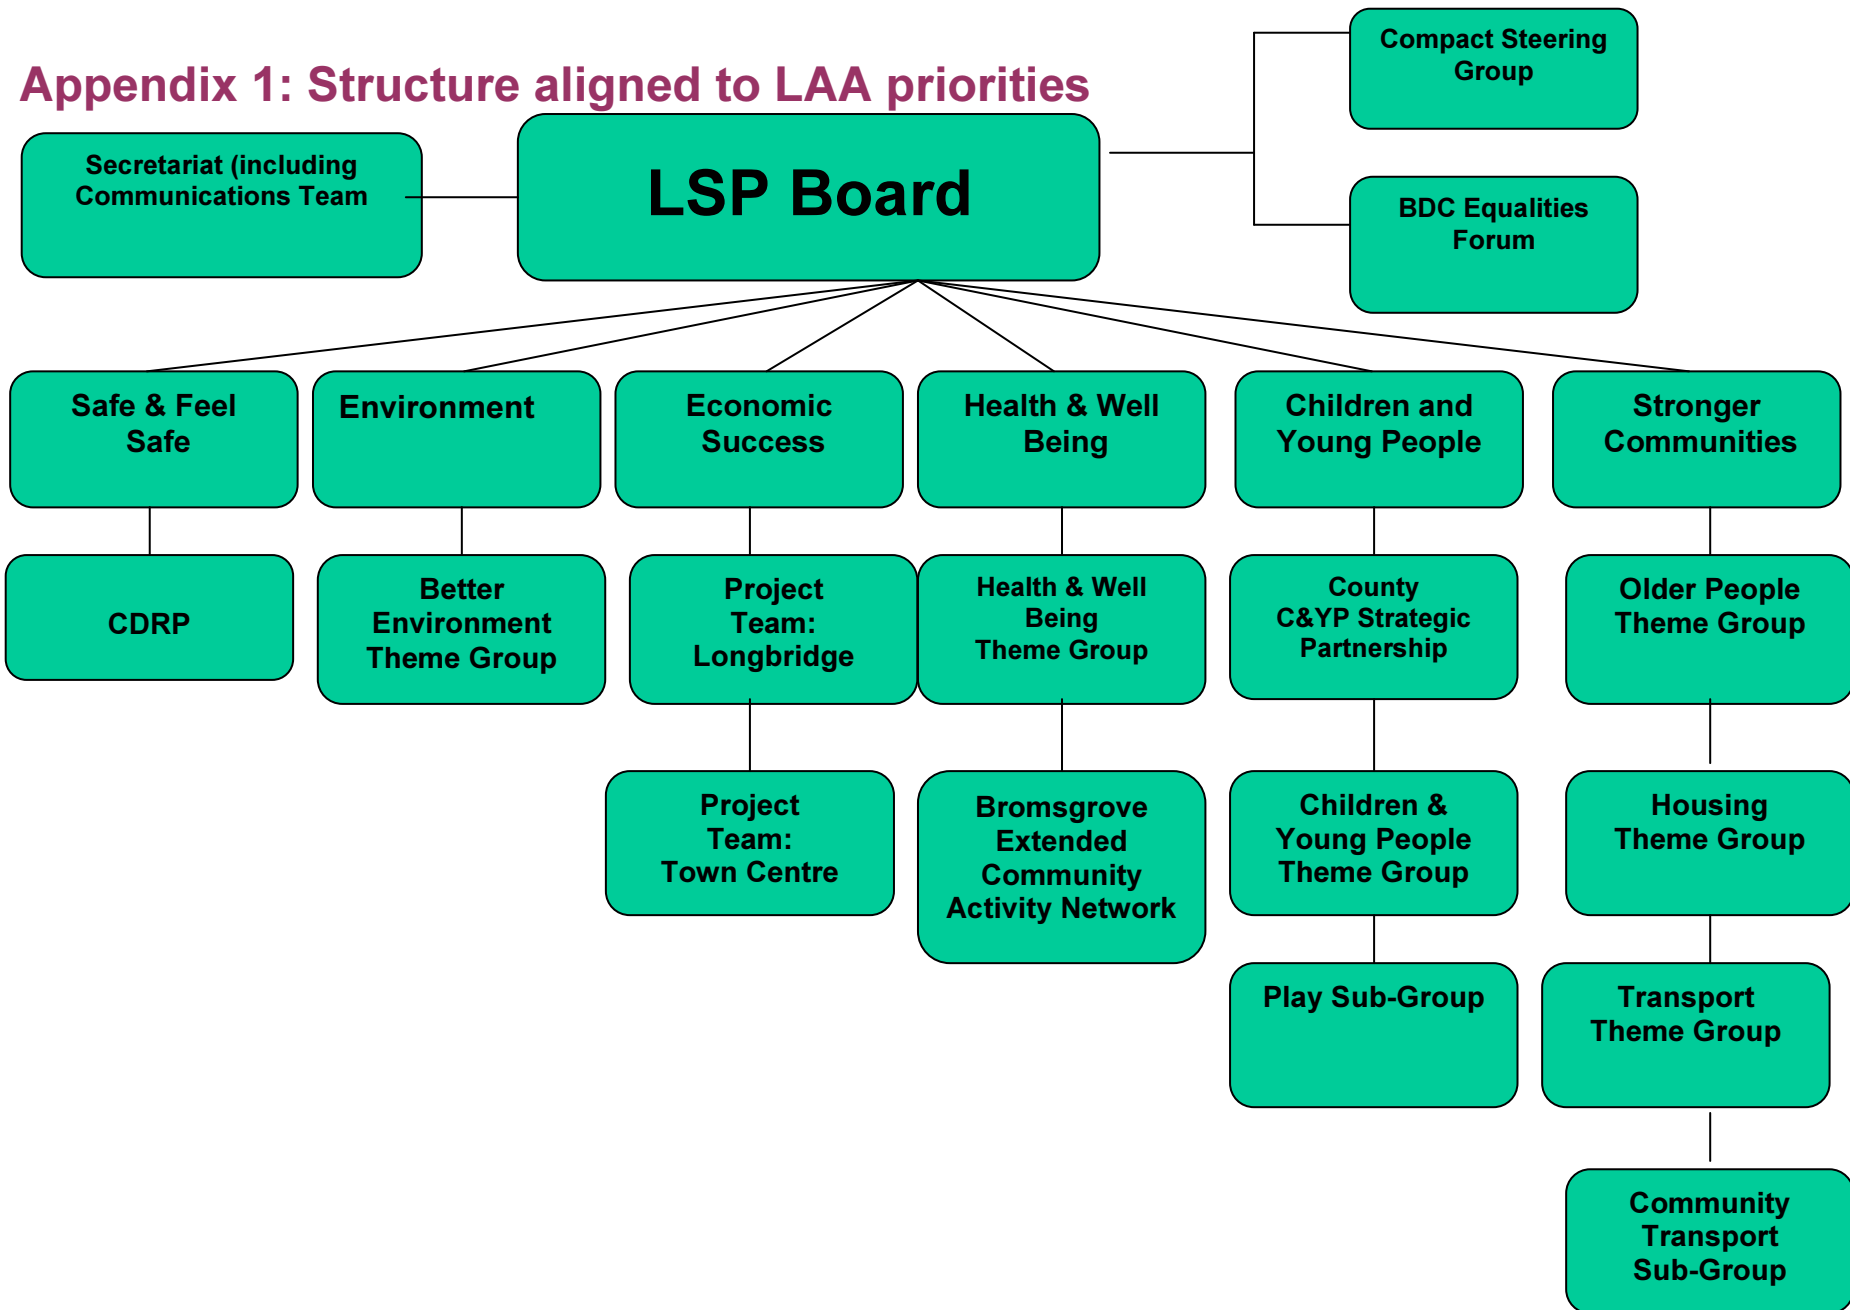 Appendix 1: Structure aligned to LAA priorities
Compact Steering
Group
Secretariat (including
Communications Team
LSP Board
BDC Equalities
Forum
Safe & Feel
Safe
Environment
Economic
Success
Health & Well
Being
Children and
Young People
Stronger
Communities
CDRP
Better
Environment
Theme Group
Project
Team:
Longbridge
Health & Well
Being
Theme Group
County
C&YP Strategic
Partnership
Older People
Theme Group
Project
Team:
Town Centre
Bromsgrove
Extended
Community
Activity Network
Children &
Young People
Theme Group
Housing
Theme Group
Play Sub-Group
Transport
Theme Group
Community
Transport
Sub-Group